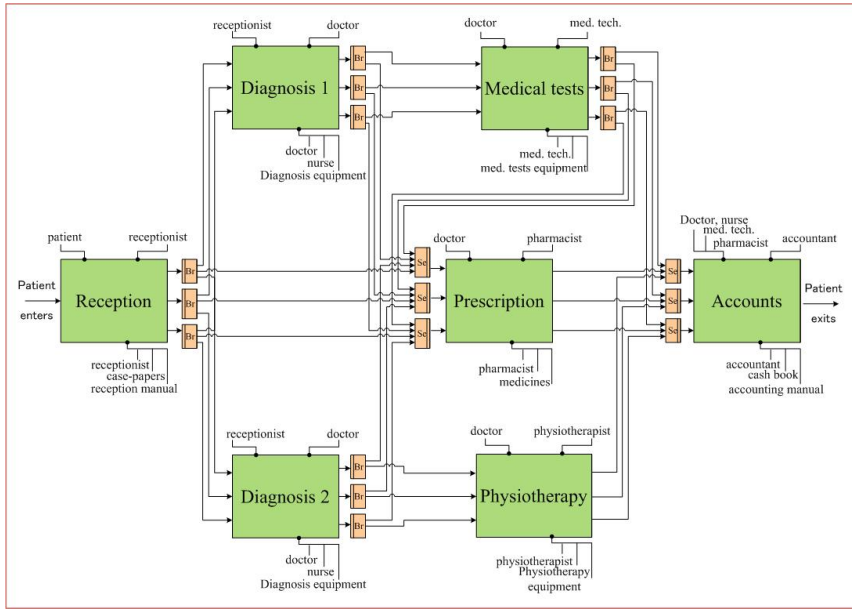 receptionist
doctor
Diagnosis 1
Br
Br
Br
doctor
nurse
Diagnosis equipment
doctor
med. tech.
Medical tests
Br
Br
Br
med. tech.
med. tests equipment
patient
receptionist
Patient
enters
Reception
Br
Br
Br
receptionist
case-papers
reception manual
doctor
pharmacist
Se
Se
Se
Prescription
pharmacist
medicines
Doctor, nurse
med. tech.
pharmacist
accountant
Se
Se
Se
Accounts
Patient
exits
accountant
cash book
accounting manual
receptionist
doctor
Diagnosis 2
Br
Br
Br
doctor
nurse
Diagnosis equipment
doctor
physiotherapist
Physiotherapy
physiotherapist
Physiotherapy
equipment